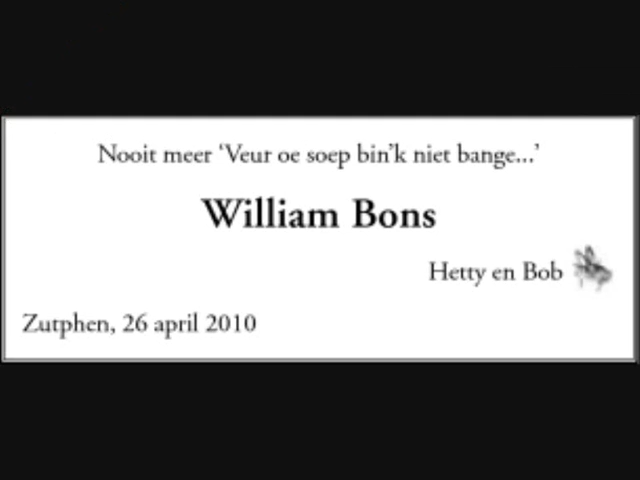 Nooit meer ‘Veur oe soep bin’k niet bange...’
William Bons
Hetty en Bob
Zutphen, 26 april 2010